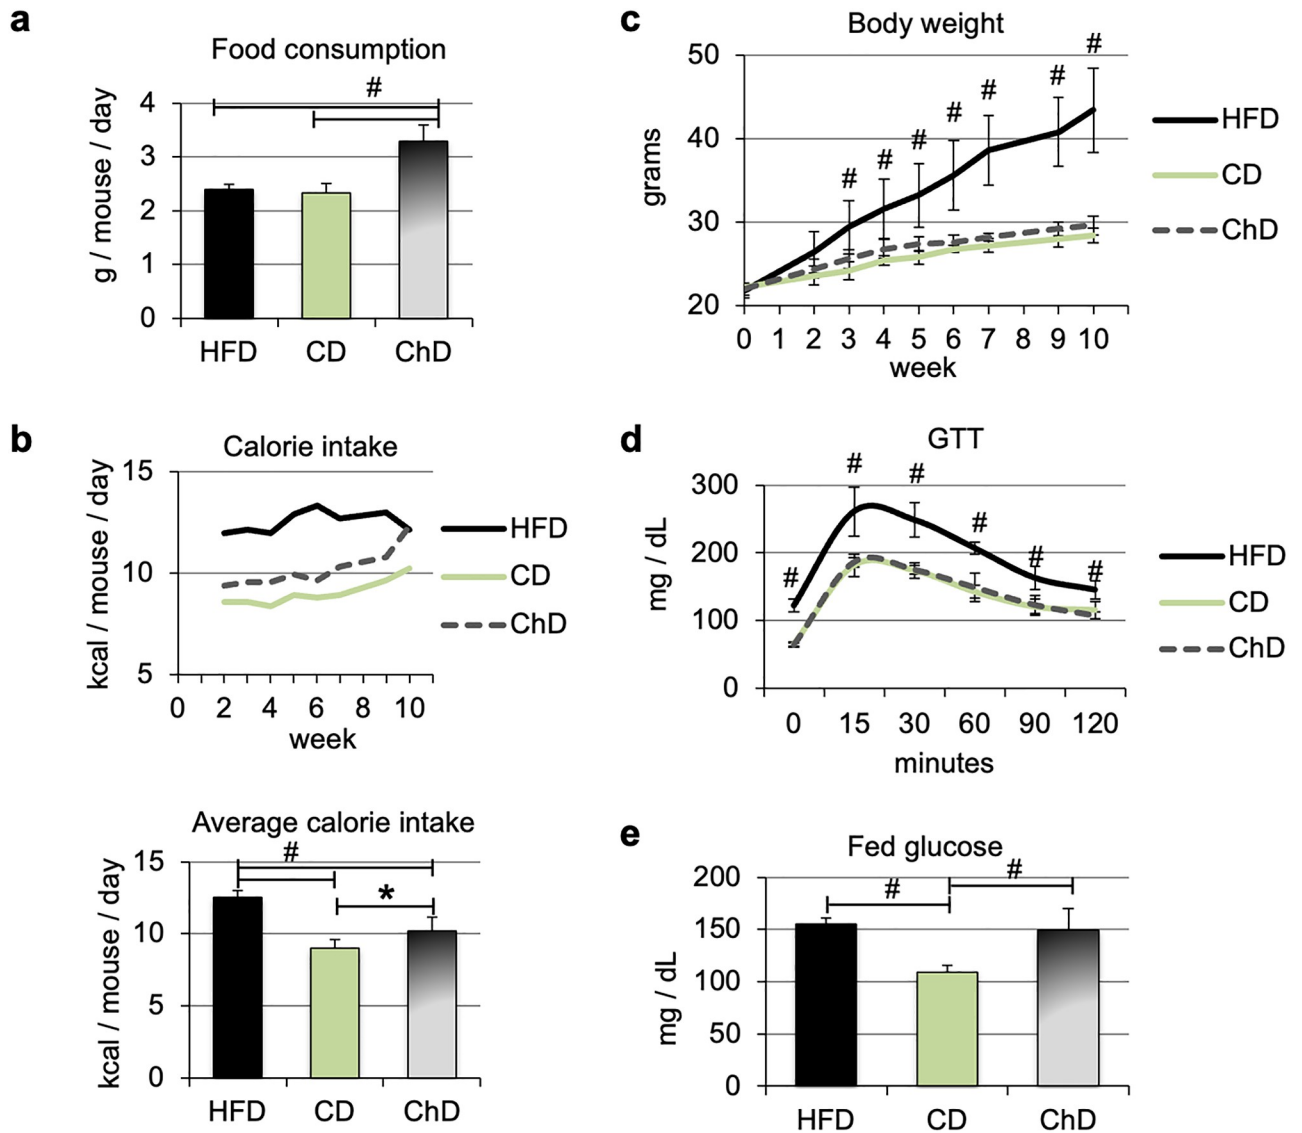 a
Food consumption
#
g / mouse / day
4
3
2
1
0
HFD CD ChD
b
Calorie intake
kcal / mouse / day
15
10
5
0 2 4 6 8 10
week
HFD
CD
ChD
Average calorie intake
#
*
kcal / mouse / day
15
10
5
0
HFD CD ChD
c
Body weight
# # # # # # #
grams
50
40
30
20
0 1 2 3 4 5 6 7 8 9 10
week
HFD
CD
ChD
d
GTT
# # # # # # #
mg / dL
300
200
100
0
0 15 30 60 90 120
minutes
HFD
CD
ChD
e
Fed glucose
# #
mg / dL
200
150
100
50
0
HFD CD ChD